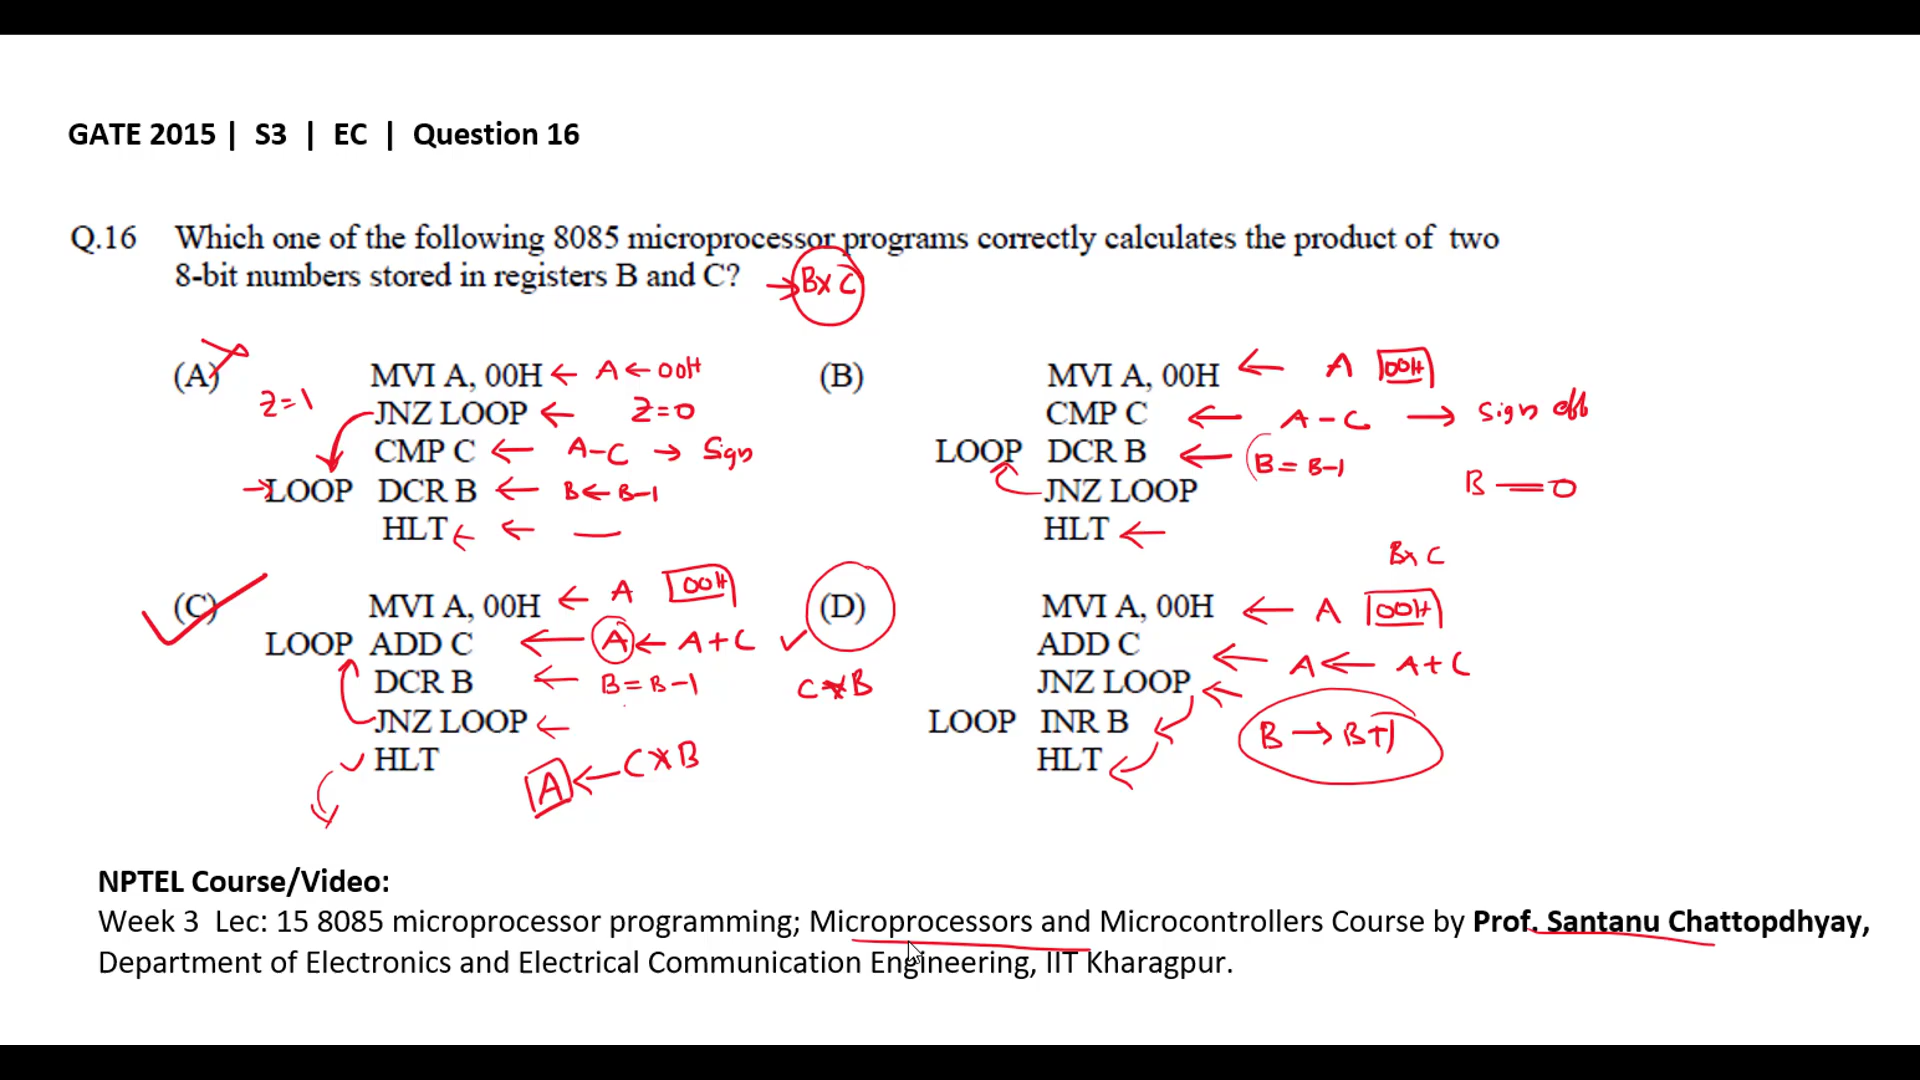 GATE 2015 | S3 | EC | Question 16
Q.16 Which one of the following 8085 microprocessor programs correctly calculates the product of two
8-bit numbers stored in registers B and C? → B×C
(A)
MVI A, 00H ← A ← 00H
Z=1
JNZ LOOP ← Z=0
CMP C ← A-C → Sign
→ LOOP DCR B ← B ← B-1
HLT ← ← —
(B)
MVI A, 00H ← A 00H
CMP C ← A-C → Sign
LOOP DCR B ← B = B-1
JNZ LOOP B = 0
HLT ←
(C)
MVI A, 00H ← A 00H
LOOP ADD C ← A ← A+C
DCR B ← B = B-1
JNZ LOOP ←
HLT
A ← C*B
(D)
B×C
MVI A, 00H ← A 00H
ADD C ← A ← A+C
C*B
JNZ LOOP ←
LOOP INR B B → B+1
HLT
NPTEL Course/Video:
Week 3 Lec: 15 8085 microprocessor programming; Microprocessors and Microcontrollers Course by Prof. Santanu Chattopdhyay,
Department of Electronics and Electrical Communication Engineering, IIT Kharagpur.